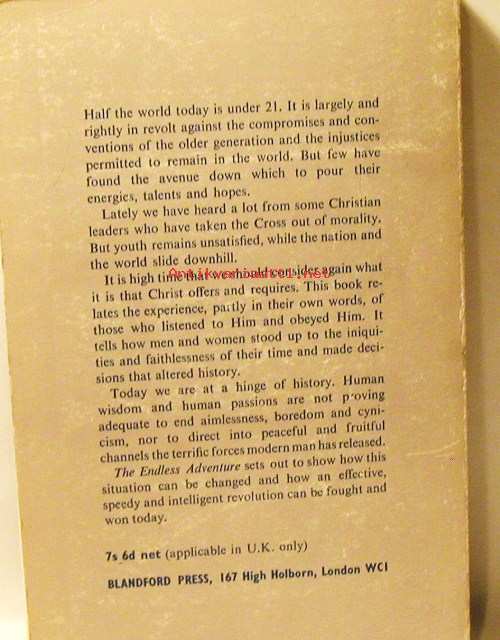 Half the world today is under 21. It is largely and
rightly in revolt against the compromises and con-
ventions of the older generation and the injustices
permitted to remain in the world. But few have
found the avenue down which to pour their
energies, talents and hopes.
Lately we have heard a lot from some Christian
leaders who have taken the Cross out of morality.
But youth remains unsatisfied, while the nation and
the world slide downhill.
It is high time that we should consider again what
it is that Christ offers and requires. This book re-
lates the experience, partly in their own words, of
those who listened to Him and obeyed Him. It
tells how men and women stood up to the iniqui-
ties and faithlessness of their time and made deci-
sions that altered history.
Today we are at a hinge of history. Human
wisdom and human passions are not proving
adequate to end aimlessness, boredom and cyni-
cism, nor to direct into peaceful and fruitful
channels the terrific forces modern man has released.
The Endless Adventure sets out to show how this
situation can be changed and how an effective,
speedy and intelligent revolution can be fought and
won today.
7s 6d net (applicable in U.K. only)
BLANDFORD PRESS, 167 High Holborn, London WC1